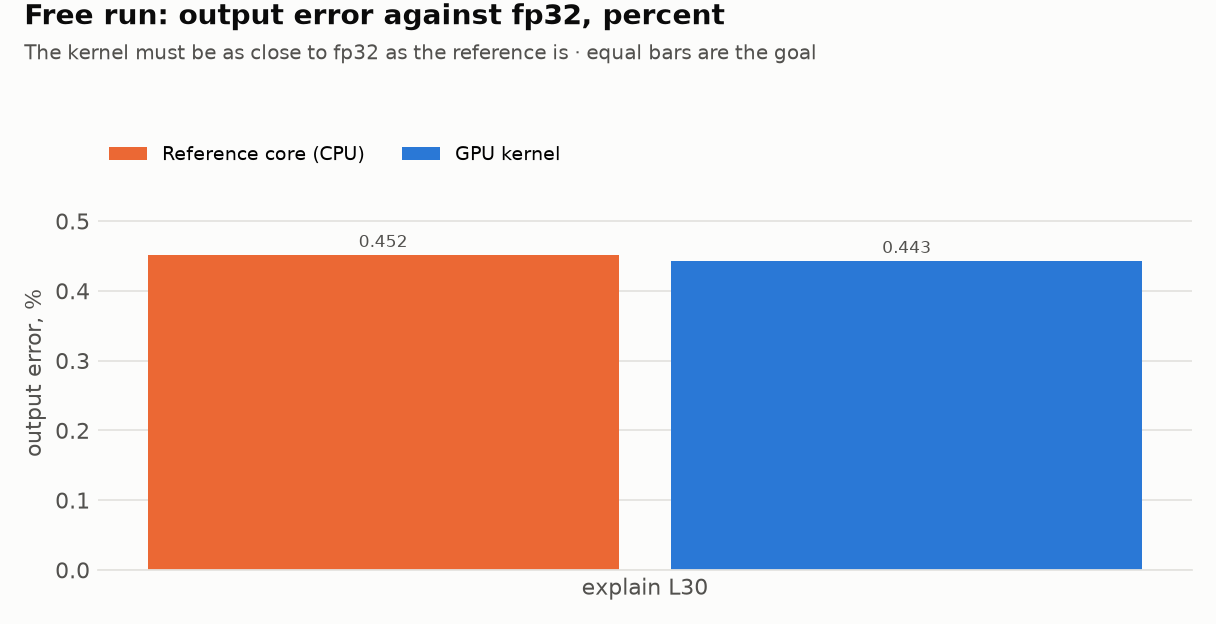 Free run: output error against fp32, percent
The kernel must be as close to fp32 as the reference is · equal bars are the goal
Reference core (CPU)
GPU kernel
0.5
0.4
0.3
0.2
0.1
0.0
output error, %
0.452
0.443
explain L30